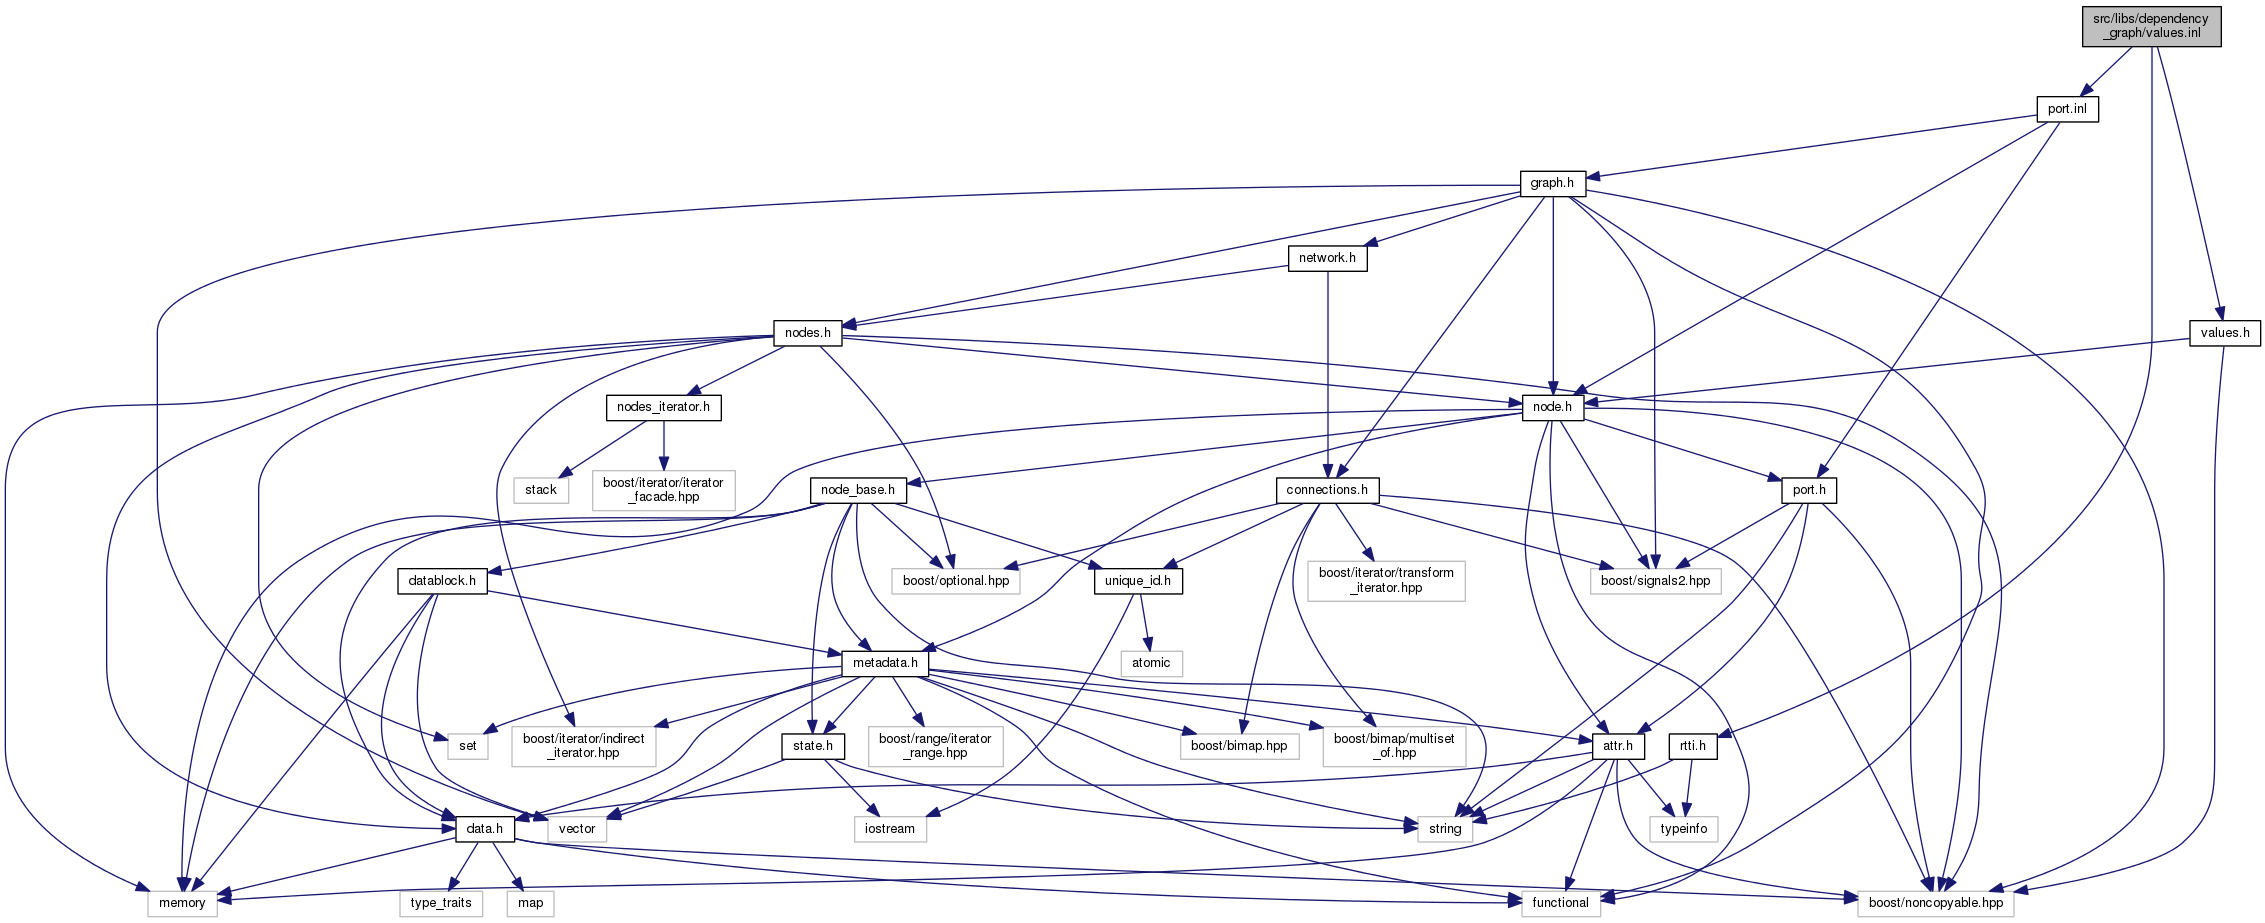 src/libs/dependency
_graph/values.inl
port.inl
graph.h
network.h
nodes.h
values.h
nodes_iterator.h
node.h
stack
boost/iterator/iterator
_facade.hpp
node_base.h
connections.h
port.h
datablock.h
boost/optional.hpp
unique_id.h
boost/iterator/transform
_iterator.hpp
boost/signals2.hpp
metadata.h
atomic
set
boost/iterator/indirect
_iterator.hpp
state.h
boost/range/iterator
_range.hpp
boost/bimap.hpp
boost/bimap/multiset
_of.hpp
attr.h
rtti.h
data.h
vector
iostream
string
typeinfo
memory
type_traits
map
functional
boost/noncopyable.hpp